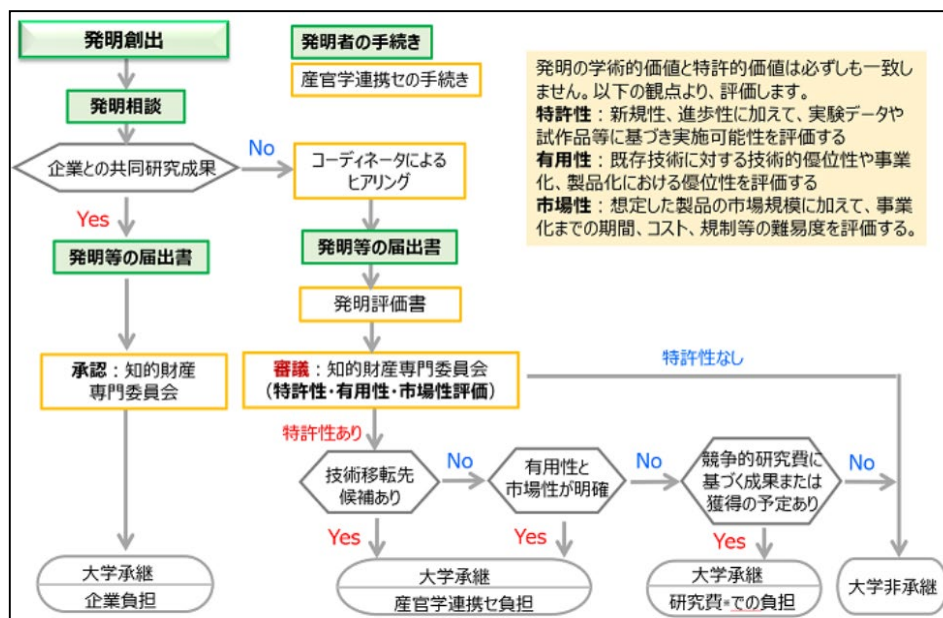 発明創出
発明者の手続き
産官学連携セの手続き
発明の学術的価値と特許的価値は必ずしも一致し
ません。以下の観点より、評価します。
特許性：新規性、進歩性に加えて、実験データや
試作品等に基づき実施可能性を評価する
有用性：既存技術に対する技術的優位性や事業
化、製品化における優位性を評価する
市場性：想定した製品の市場規模に加えて、事業
化までの期間、コスト、規制等の難易度を評価する。
発明相談
企業との共同研究成果
No
コーディネータによる
ヒアリング
Yes
発明等の届出書
発明等の届出書
発明評価書
承認：知的財産
専門委員会
審議：知的財産専門委員会
（特許性・有用性・市場性評価）
特許性なし
特許性あり
技術移転先
候補あり
No
有用性と
市場性が明確
No
競争的研究費に
基づく成果または
獲得の予定あり
No
Yes
Yes
Yes
大学承継
企業負担
大学承継
産官学連携セ負担
大学承継
研究費*での負担
大学非承継